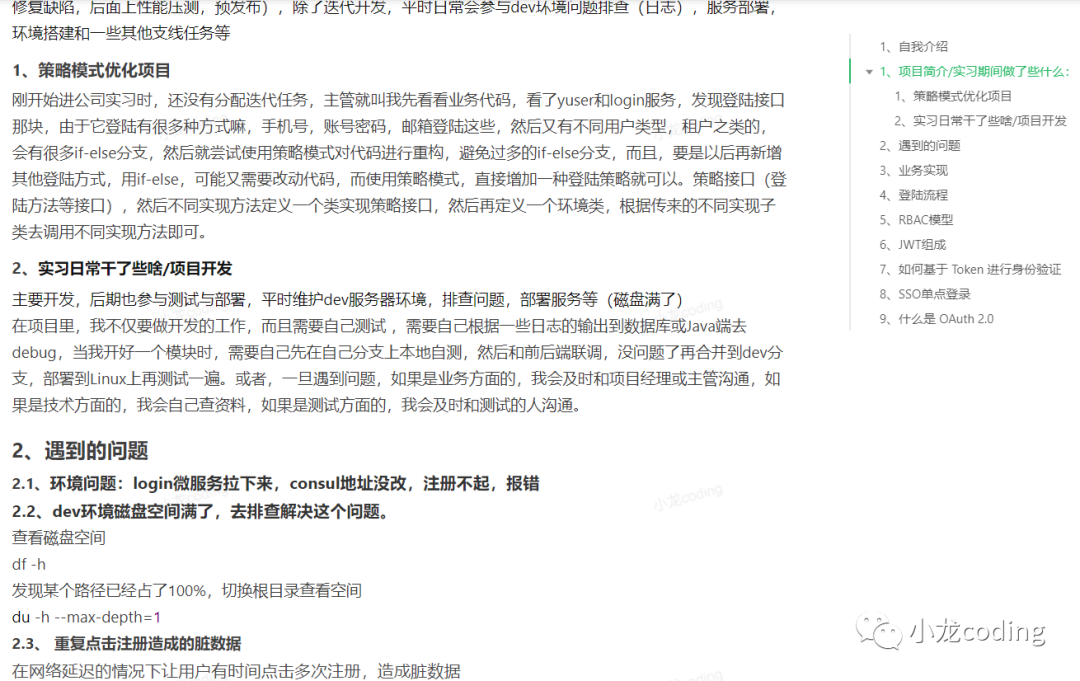 修复缺陷，后面上性能压测，预发布），除了迭代开发，平时日常会参与dev环境问题排查（日志），服务部署，
环境搭建和一些其他支线任务等
1、策略模式优化项目
刚开始进公司实习时，还没有分配迭代任务，主管就叫我先看看业务代码，看了yuser和login服务，发现登陆接口
那块，由于它登陆有很多种方式嘛，手机号，账号密码，邮箱登陆这些，然后又有不同用户类型，租户之类的，
会有很多if-else分支，然后就尝试使用策略模式对代码进行重构，避免过多的if-else分支，而且，要是以后再新增
其他登陆方式，用if-else，可能又需要改动代码，而使用策略模式，直接增加一种登陆策略就可以。策略接口（登
陆方法等接口），然后不同实现方法定义一个类实现策略接口，然后再定义一个环境类，根据传来的不同实现子
类去调用不同实现方法即可。
2、实习日常干了些啥/项目开发
主要开发，后期也参与测试与部署，平时维护dev服务器环境，排查问题，部署服务等（磁盘满了）
在项目里，我不仅要做开发的工作，而且需要自己测试 ，需要自己根据一些日志的输出到数据库或Java端去
debug，当我开好一个模块时，需要自己先在自己分支上本地自测，然后和前后端联调，没问题了再合并到dev分
支，部署到Linux上再测试一遍。或者，一旦遇到问题，如果是业务方面的，我会及时和项目经理或主管沟通，如
果是技术方面的，我会自己查资料，如果是测试方面的，我会及时和测试的人沟通。
2、遇到的问题
2.1、环境问题：login微服务拉下来，consul地址没改，注册不起，报错
2.2、dev环境磁盘空间满了，去排查解决这个问题。
查看磁盘空间
df -h
发现某个路径已经占了100%，切换根目录查看空间
du -h --max-depth=1
2.3、 重复点击注册造成的脏数据
在网络延迟的情况下让用户有时间点击多次注册，造成脏数据
1、自我介绍
1、项目简介/实习期间做了些什么：
1、策略模式优化项目
2、实习日常干了些啥/项目开发
2、遇到的问题
3、业务实现
4、登陆流程
5、RBAC模型
6、JWT组成
7、如何基于 Token 进行身份验证
8、SSO单点登录
9、什么是 OAuth 2.0
小龙coding
小龙coding